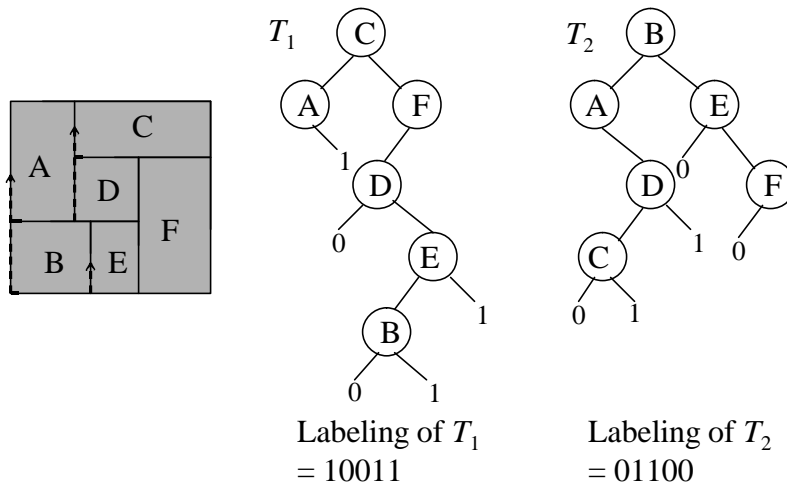 T1
C
A
F
1
D
0
E
1
B
0
1
Labeling of T1
= 10011
T2
B
A
E
0
D
F
1
0
C
0
1
Labeling of T2
= 01100
C
A
D
F
B
E